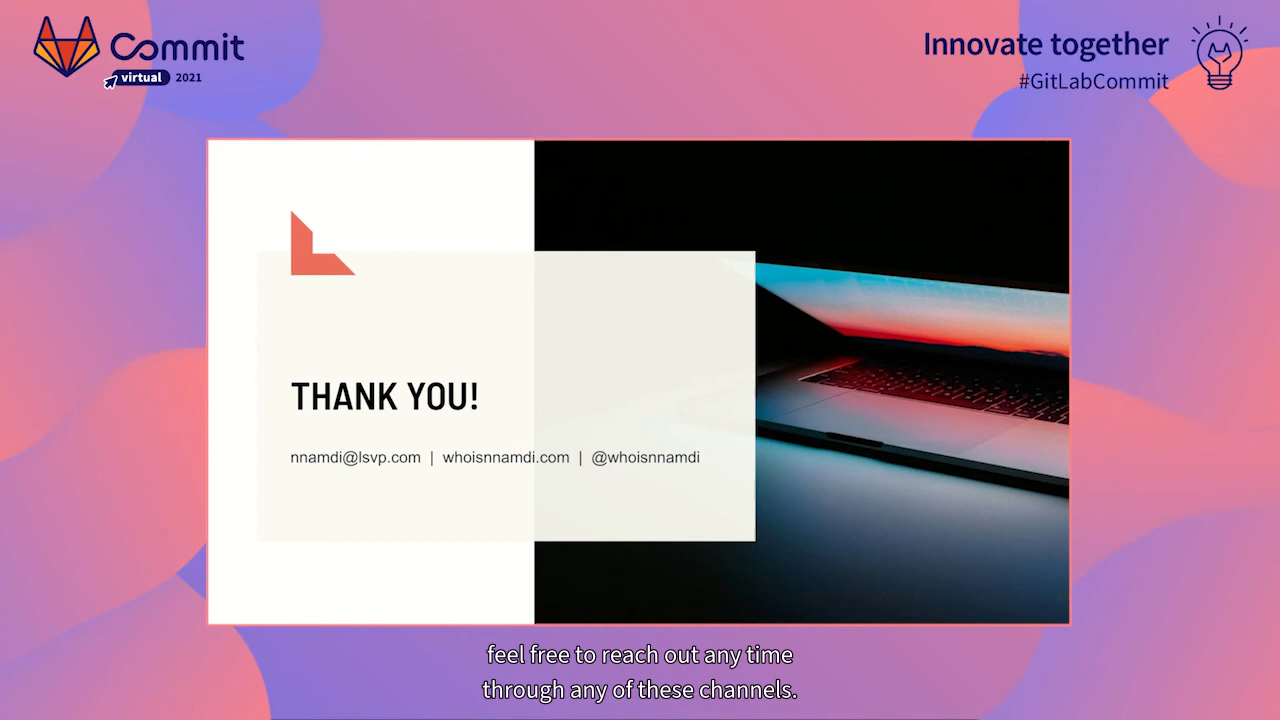 Commit
virtual 2021
Innovate together
#GitLabCommit
THANK YOU!
nnamdi@lsvp.com | whoisnnamdi.com | @whoisnnamdi
feel free to reach out any time
through any of these channels.